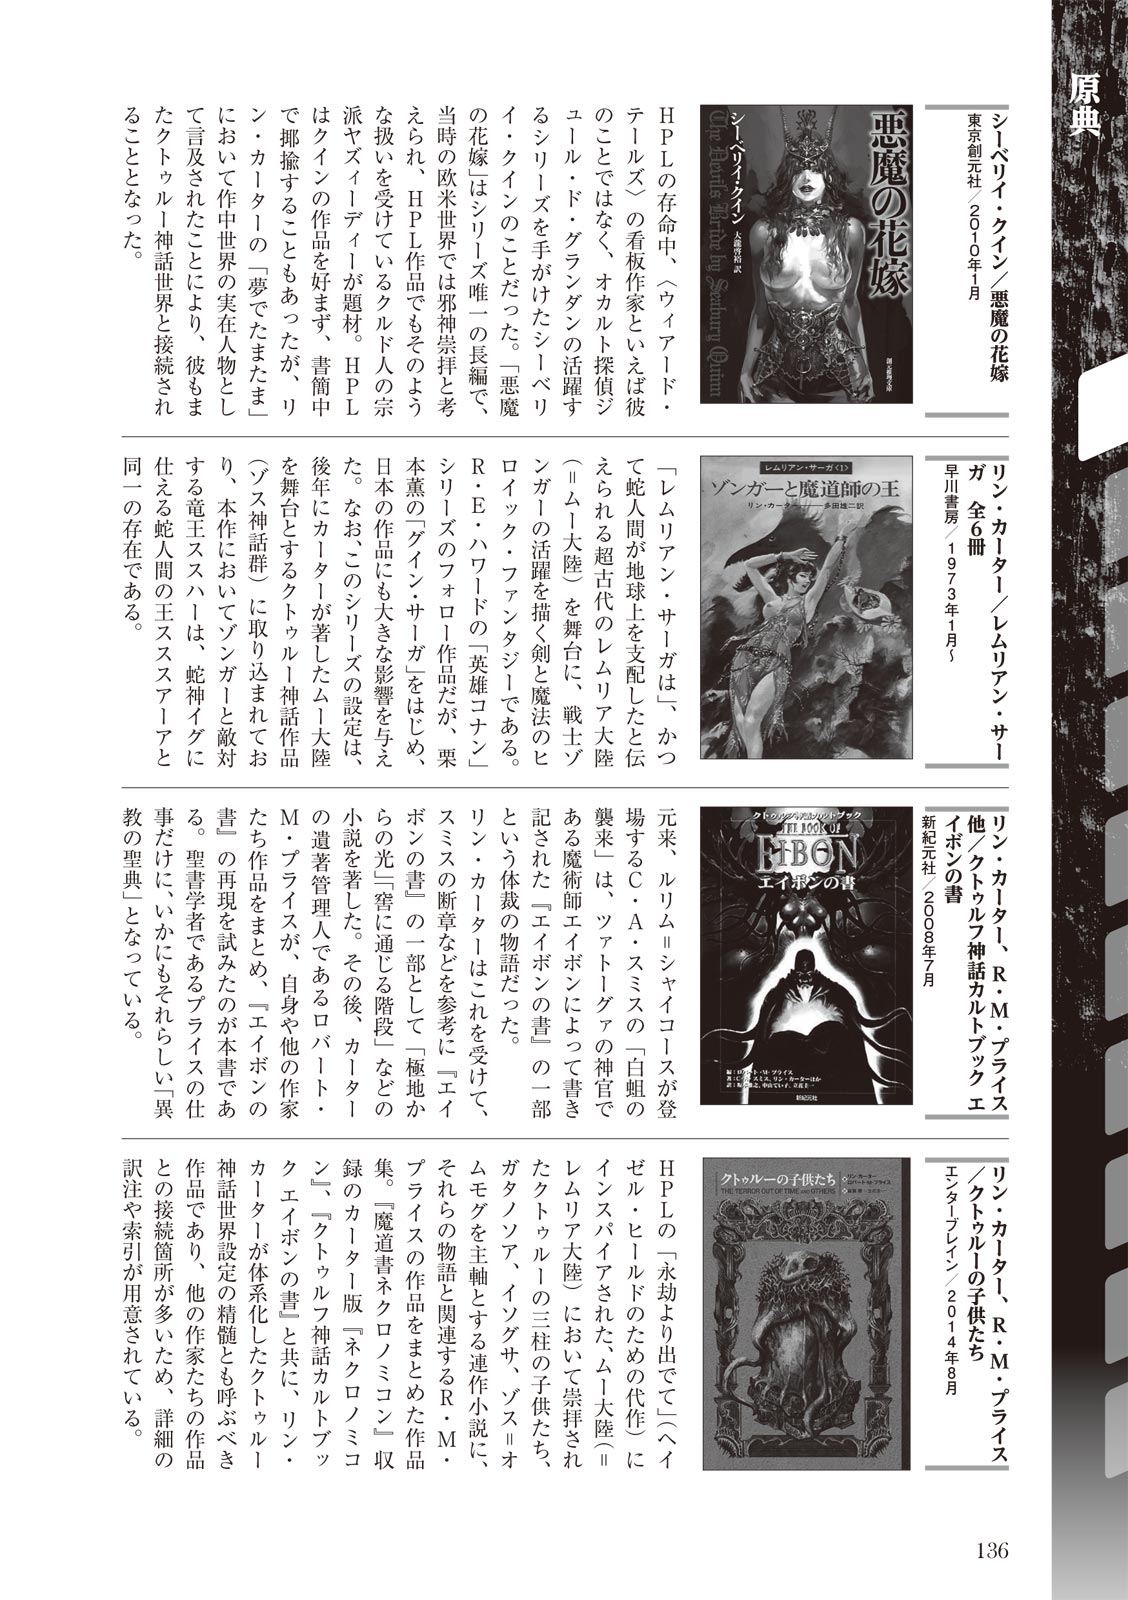 原典
シーベリイ・クイン／悪魔の花嫁
東京創元社／2010年1月
悪魔の花嫁
シーベリイ・クイン 大瀧啓裕 訳
The Devil's Bride by Seabury Quinn
創元推理文庫
HPLの存命中、〈ウィアード・
テールズ〉の看板作家といえば彼
のことではなく、オカルト探偵ジ
ュール・ド・グランダンの活躍す
るシリーズを手がけたシーベリ
イ・クインのことだった。「悪魔
の花嫁」はシリーズ唯一の長編で、
当時の欧米世界では邪神崇拝と考
えられ、HPL作品でもそのよう
な扱いを受けているクルド人の宗
派ヤズィーディーが題材。HPL
はクインの作品を好まず、書簡中
で揶揄することもあったが、リ
ン・カーターの「夢でたまたま」
において作中世界の実在人物とし
て言及されたことにより、彼もま
たクトゥルー神話世界と接続され
ることとなった。
リン・カーター／レムリアン・サー
ガ　全6冊
早川書房／1973年1月〜
レムリアン・サーガ〈1〉
ゾンガーと魔道師の王
リン・カーター 多田雄二訳
「レムリアン・サーガは」、かつ
て蛇人間が地球上を支配したと伝
えられる超古代のレムリア大陸
（＝ムー大陸）を舞台に、戦士ゾ
ンガーの活躍を描く剣と魔法のヒ
ロイック・ファンタジーである。
R・E・ハワードの「英雄コナン」
シリーズのフォロー作品だが、栗
本薫の「グイン・サーガ」をはじめ、
日本の作品にも大きな影響を与え
た。なお、このシリーズの設定は、
後年にカーターが著したムー大陸
を舞台とするクトゥルー神話作品
（ゾス神話群）に取り込まれてお
り、本作においてゾンガーと敵対
する竜王ススハーは、蛇神イグに
仕える蛇人間の王スススアーアと
同一の存在である。
リン・カーター、R・M・プライス
他／クトゥルフ神話カルトブック エ
イボンの書
新紀元社／2008年7月
クトゥルフ神話カルトブック
THE BOOK OF
EIBON
エイボンの書
編：ロバート・M・プライス
著：C・A・スミス、リン・カーターほか
訳：坂本雅之、中山てい子、立花圭一
新紀元社
元来、ルリム＝シャイコースが登
場するC・A・スミスの「白蛆の
襲来」は、ツァトーグァの神官で
ある魔術師エイボンによって書き
記された『エイボンの書』の一部
という体裁の物語だった。
リン・カーターはこれを受けて、
スミスの断章などを参考に『エイ
ボンの書』の一部として「極地か
らの光」「窖に通じる階段」などの
小説を著した。その後、カーター
の遺著管理人であるロバート・
M・プライスが、自身や他の作家
たち作品をまとめ、『エイボンの
書』の再現を試みたのが本書であ
る。聖書学者であるプライスの仕
事だけに、いかにもそれらしい「異
教の聖典」となっている。
リン・カーター、R・M・プライス
／クトゥルーの子供たち
エンターブレイン／2014年8月
クトゥルーの子供たち
THE TERROR OUT OF TIME AND OTHERS
リン・カーター
ロバート・M・プライス
HPLの「永劫より出でて」（ヘイ
ゼル・ヒールドのための代作）に
インスパイアされた、ムー大陸（＝
レムリア大陸）において崇拝され
たクトゥルーの三柱の子供たち、
ガタノソア、イソグサ、ゾス＝オ
ムモグを主軸とする連作小説に、
それらの物語と関連するR・M・
プライスの作品をまとめた作品
集。『魔道書ネクロノミコン』収
録のカーター版『ネクロノミコ
ン』、『クトゥルフ神話カルトブッ
ク エイボンの書』と共に、リン・
カーターが体系化したクトゥルー
神話世界設定の精髄とも呼ぶべき
作品であり、他の作家たちの作品
との接続箇所が多いため、詳細の
訳注や索引が用意されている。
136